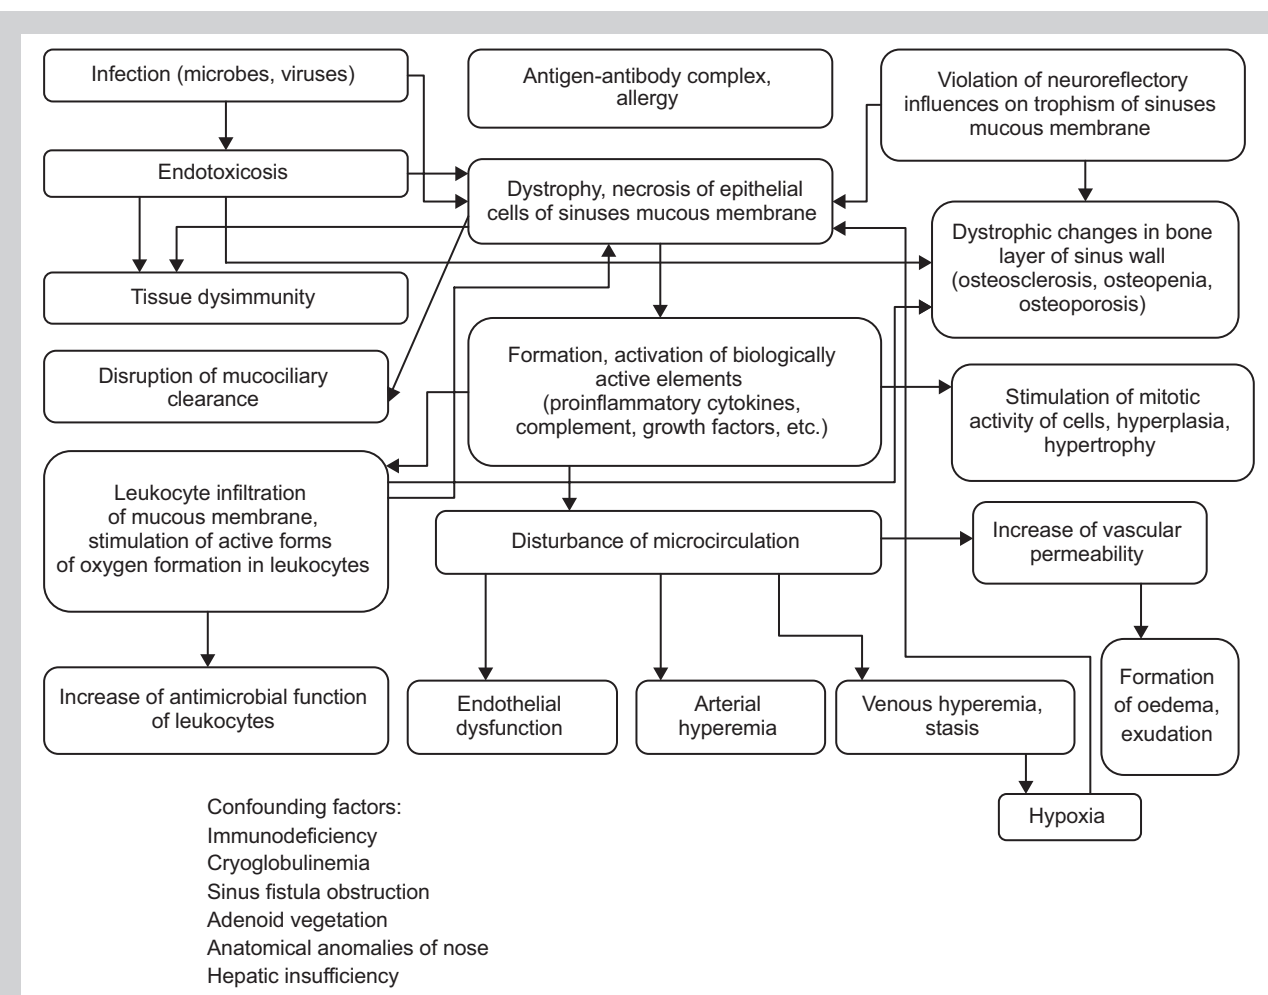 Infection (microbes, viruses)
Antigen-antibody complex,
allergy
Violation of neuroreflectory
influences on trophism of sinuses
mucous membrane
Endotoxicosis
Dystrophy, necrosis of epithelial
cells of sinuses mucous membrane
Dystrophic changes in bone
layer of sinus wall
(osteosclerosis, osteopenia,
osteoporosis)
Tissue dysimmunity
Disruption of mucociliary
clearance
Formation, activation of biologically
active elements
(proinflammatory cytokines,
complement, growth factors, etc.)
Stimulation of mitotic
activity of cells, hyperplasia,
hypertrophy
Leukocyte infiltration
of mucous membrane,
stimulation of active forms
of oxygen formation in leukocytes
Disturbance of microcirculation
Increase of vascular
permeability
Increase of antimicrobial function
of leukocytes
Endothelial
dysfunction
Arterial
hyperemia
Venous hyperemia,
stasis
Formation
of oedema,
exudation
Hypoxia
Confounding factors:
Immunodeficiency
Cryoglobulinemia
Sinus fistula obstruction
Adenoid vegetation
Anatomical anomalies of nose
Hepatic insufficiency